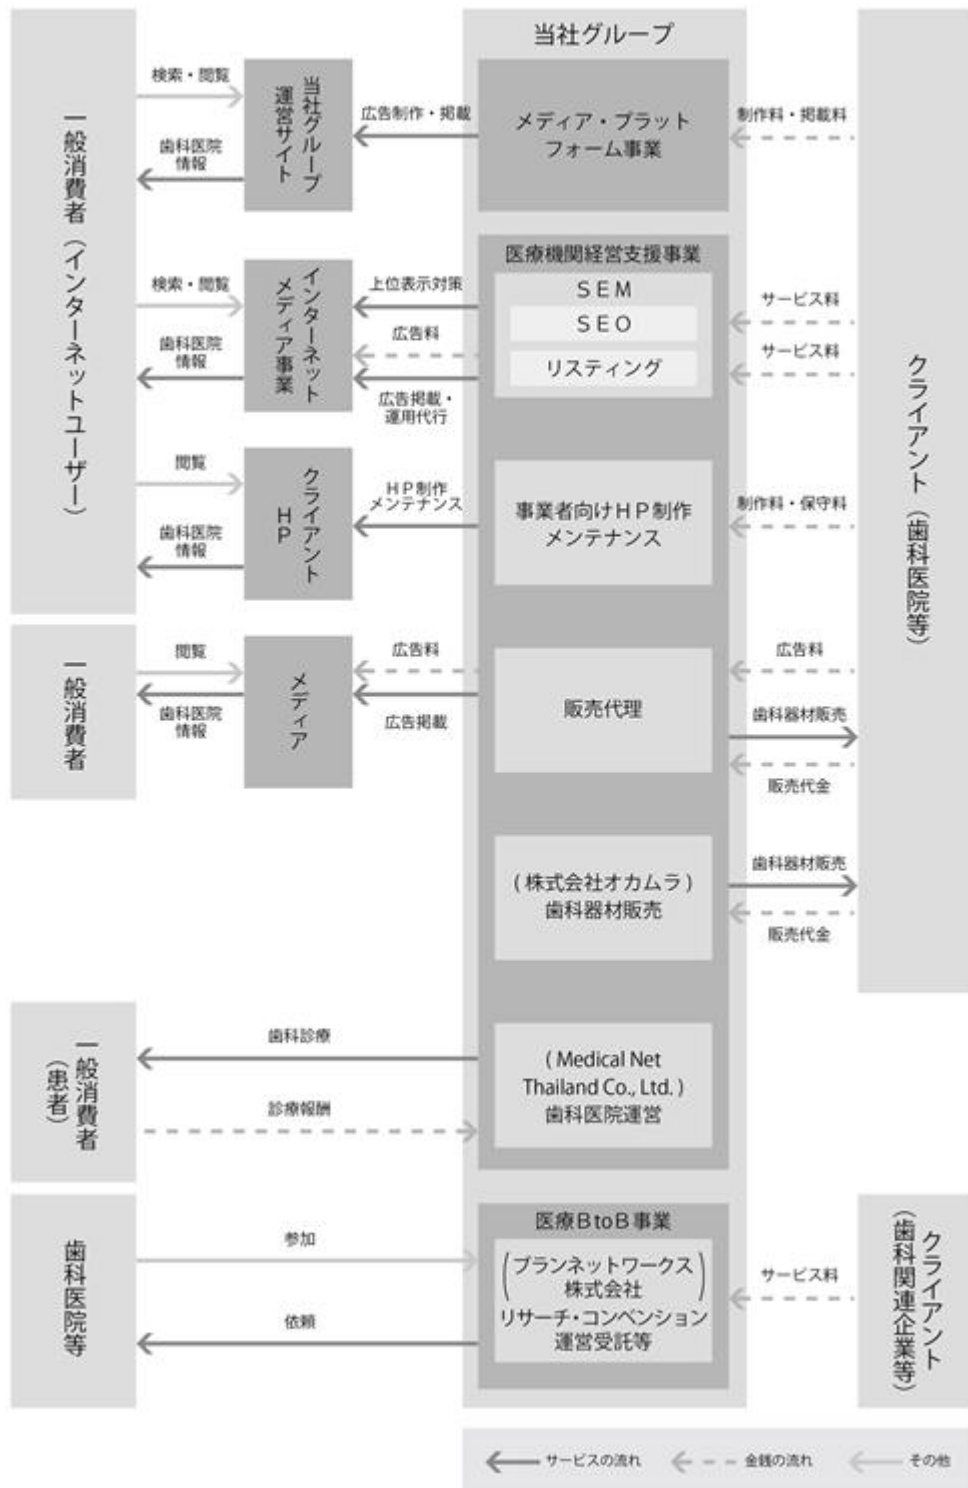 当社グループ
一般消費者（インターネットユーザー）
検索・閲覧
歯科医院
情報
当社グループ
運営サイト
広告制作・掲載
メディア・プラット
フォーム事業
制作料・掲載料
クライアント（歯科医院等）
検索・閲覧
歯科医院
情報
インターネット
メディア事業
上位表示対策
広告料
広告掲載・
運用代行
医療機関経営支援事業
SEM
SEO
リスティング
サービス料
サービス料
閲覧
歯科医院
情報
クライアント
HP
HP制作
メンテナンス
事業者向けHP制作
メンテナンス
制作料・保守料
一般消費者
閲覧
歯科医院
情報
メディア
広告料
広告掲載
販売代理
広告料
歯科器材販売
販売代金
(株式会社オカムラ)
歯科器材販売
歯科器材販売
販売代金
一般消費者
（患者）
歯科診療
診療報酬
( Medical Net
Thailand Co., Ltd. )
歯科医院運営
歯科医院等
参加
依頼
医療BtoB事業
(ブランネットワークス
株式会社)
リサーチ・コンベンション
運営受託等
サービス料
クライアント
（歯科関連企業等）
サービスの流れ
金銭の流れ
その他